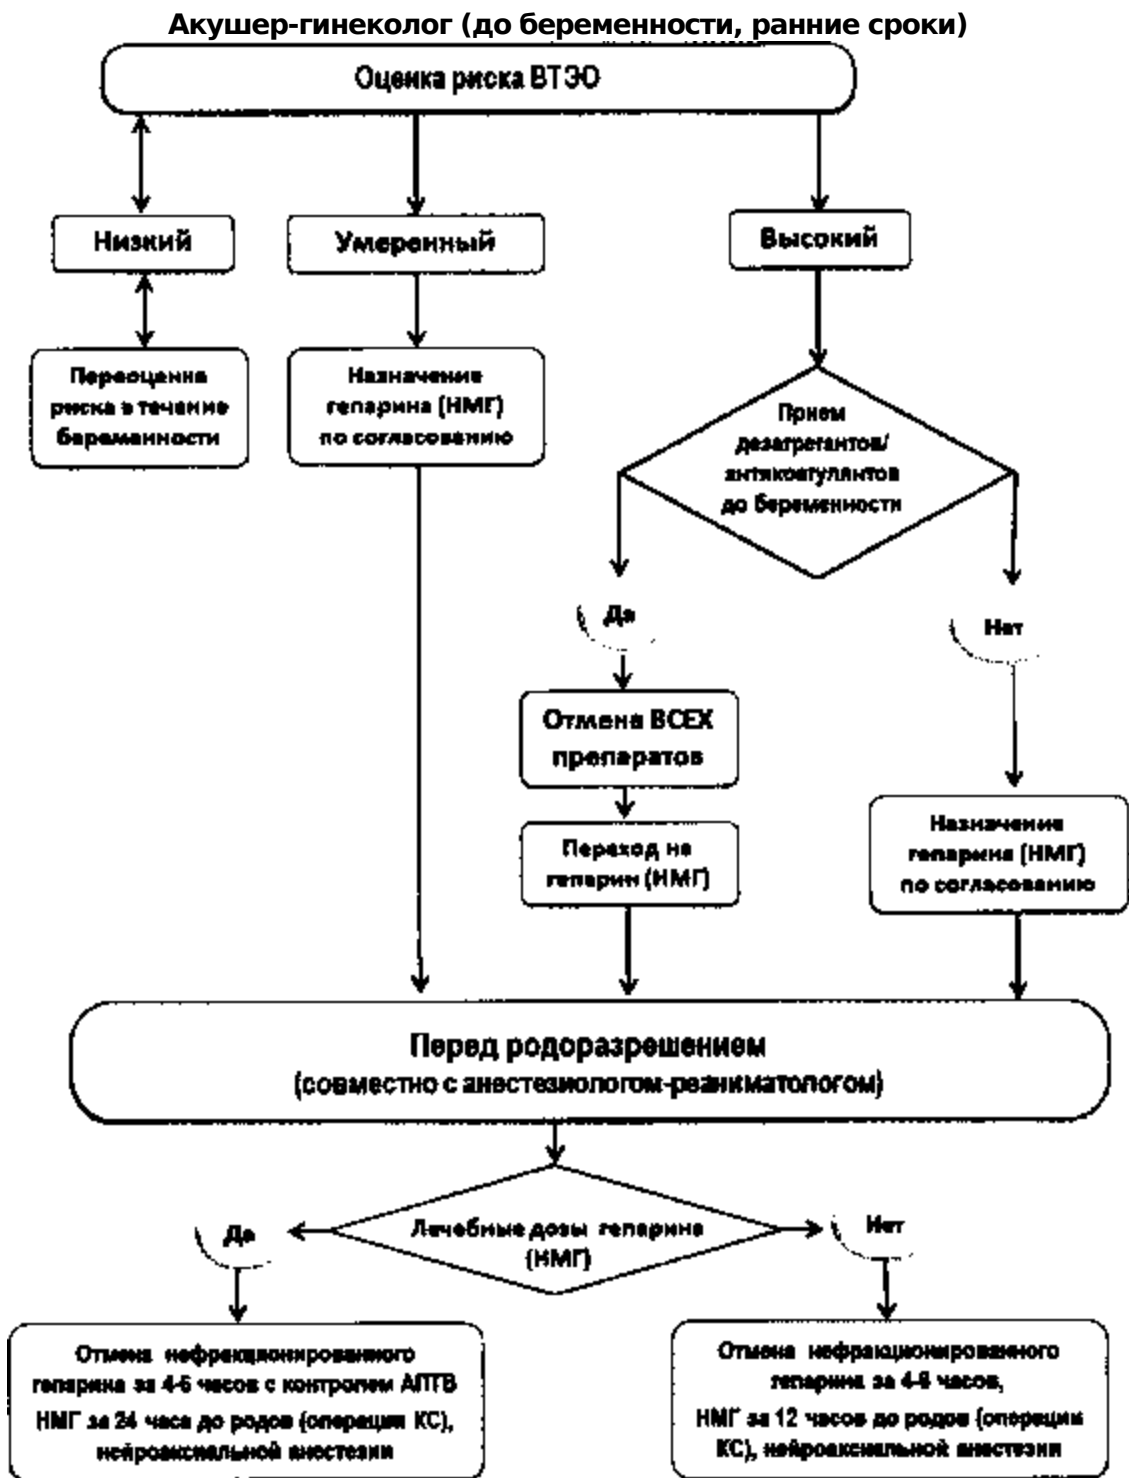 Акушер-гинеколог (до беременности, ранние сроки)
Оценка риска ВТЭО
Низкий
Умеренный
Высокий
Переоценка
риска в течение
беременности
Назначение
гепарина (НМГ)
по согласованию
Прием
дезагрегантов/
антикоагулянтов
до беременности
Да
Нет
Отмена ВСЕХ
препаратов
Переход на
гепарин (НМГ)
Назначение
гепарина (НМГ)
по согласованию
Перед родоразрешением
(совместно с анестезиологом-реаниматологом)
Лечебные дозы гепарина
(НМГ)
Да
Нет
Отмена нефракционированного
гепарина за 4-6 часов с контролем АПТВ
НМГ за 24 часа до родов (операции КС),
нейроаксиальной анестезии
Отмена нефракционированного
гепарина за 4-6 часов,
НМГ за 12 часов до родов (операции
КС), нейроаксиальной анестезии